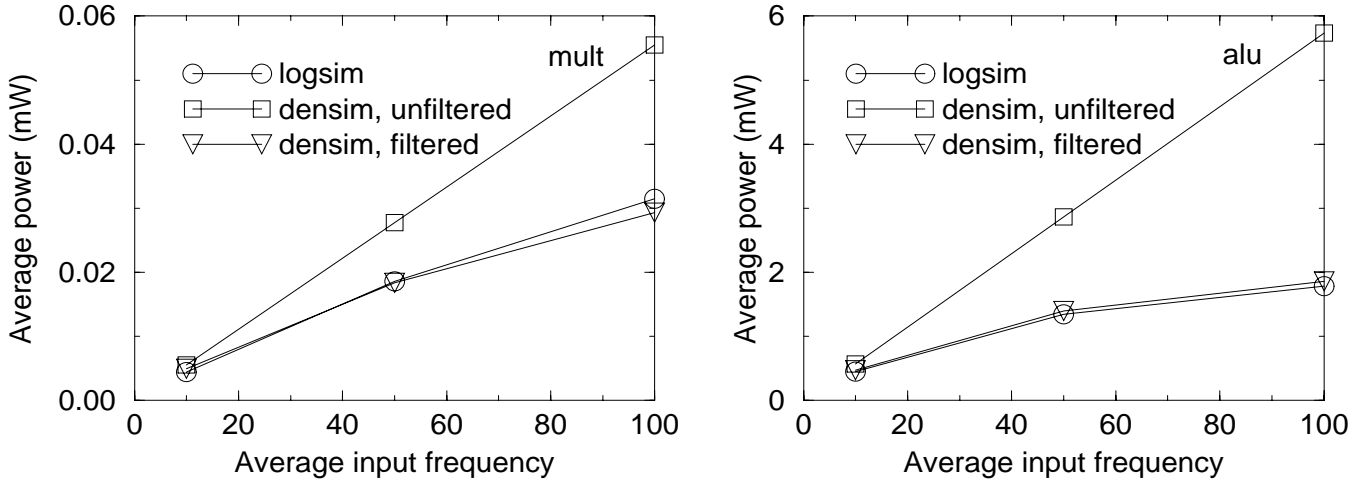 0.06
mult
logsim
densim, unfiltered
densim, filtered
0.04
0.02
0.00
Average power (mW)
0 20 40 60 80 100
Average input frequency
6
alu
logsim
densim, unfiltered
densim, filtered
4
2
0
Average power (mW)
0 20 40 60 80 100
Average input frequency